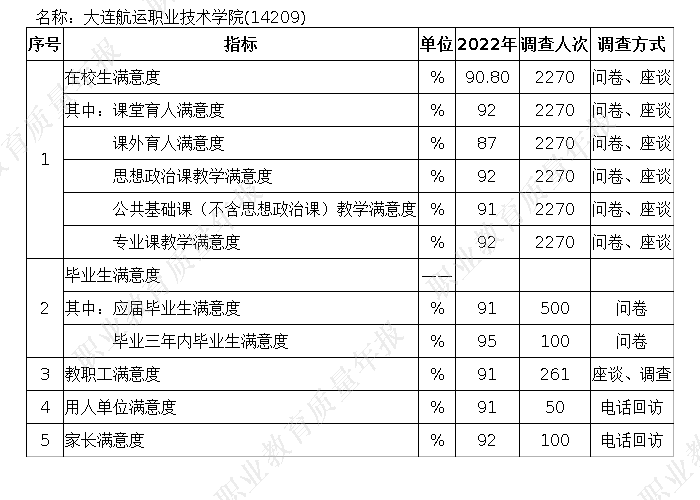 名称：大连航运职业技术学院(14209)
序号 指标 单位 2022年 调查人次 调查方式
1 在校生满意度 % 90.80 2270 问卷、座谈
其中：课堂育人满意度 % 92 2270 问卷、座谈
课外育人满意度 % 87 2270 问卷、座谈
思想政治课教学满意度 % 92 2270 问卷、座谈
公共基础课（不含思想政治课）教学满意度 % 91 2270 问卷、座谈
专业课教学满意度 % 92 2270 问卷、座谈
2 毕业生满意度 ——
其中：应届毕业生满意度 % 91 500 问卷
毕业三年内毕业生满意度 % 95 100 问卷
3 教职工满意度 % 91 261 座谈、调查
4 用人单位满意度 % 91 50 电话回访
5 家长满意度 % 92 100 电话回访
职业教育质量年报